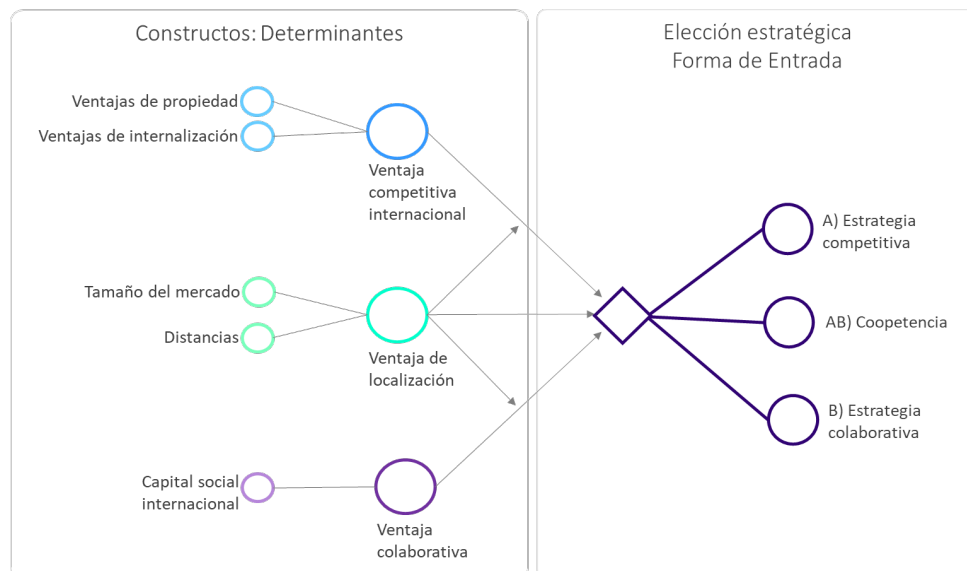 Constructos: Determinantes
Ventajas de propiedad
Ventajas de internalización
Ventaja
competitiva
internacional
Tamaño del mercado
Distancias
Ventaja de
localización
Capital social
internacional
Ventaja
colaborativa
Elección estratégica
Forma de Entrada
A) Estrategia
competitiva
AB) Coopetencia
B) Estrategia
colaborativa